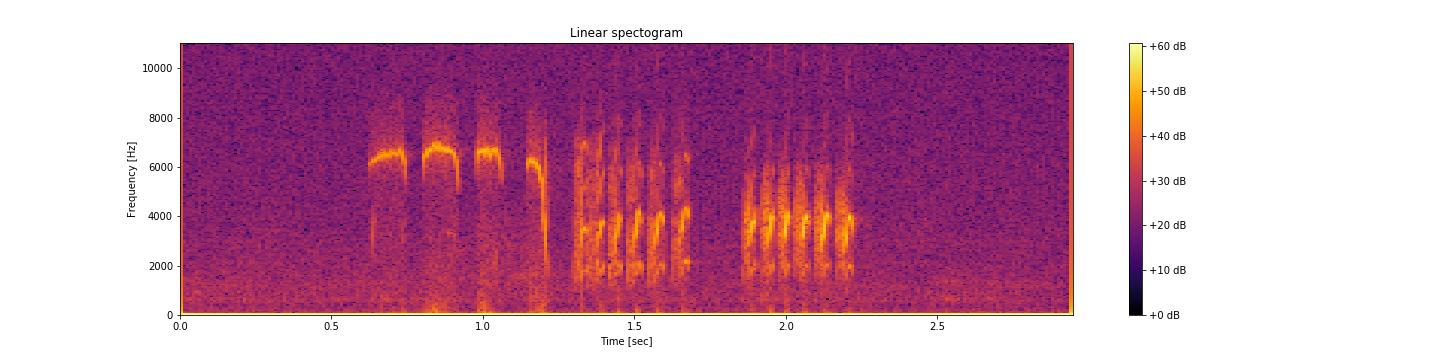 Linear spectogram
Frequency [Hz]
10000
8000
6000
4000
2000
0
0.0
0.5
1.0
1.5
2.0
2.5
Time [sec]
+60 dB
+50 dB
+40 dB
+30 dB
+20 dB
+10 dB
+0 dB